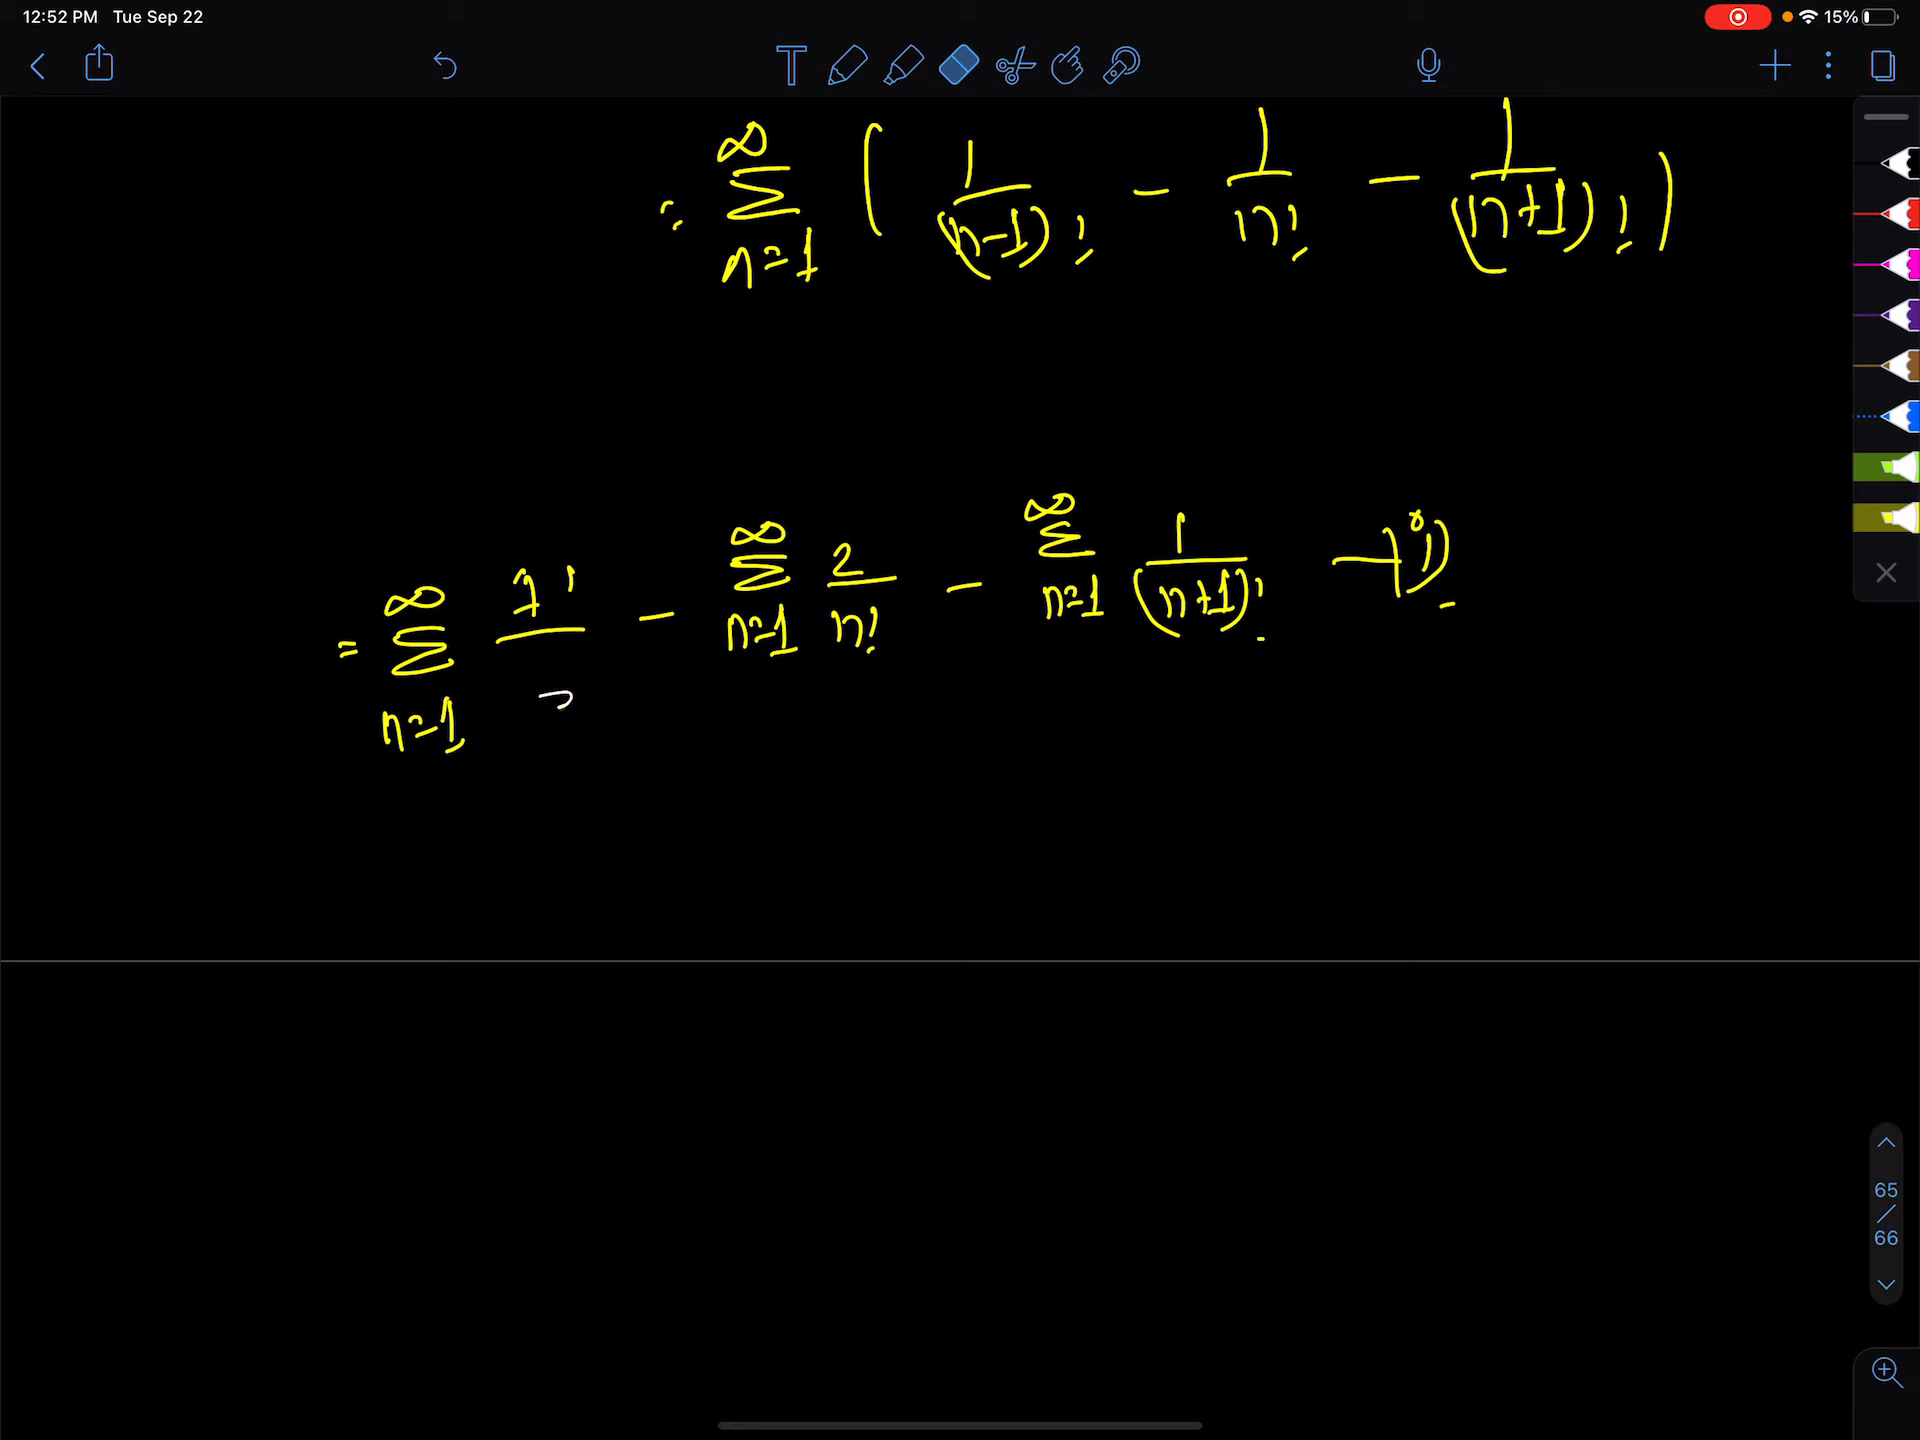 12:52 PM Tue Sep 22 15%
= ∞ Σ n=1 ( 1/(n-1)! - 1/n! - 1/(n+1)! )
= ∞ Σ n=1 1/ - ∞ Σ n=1 2/n! - ∞ Σ n=1 1/(n+1)!
65
/
66